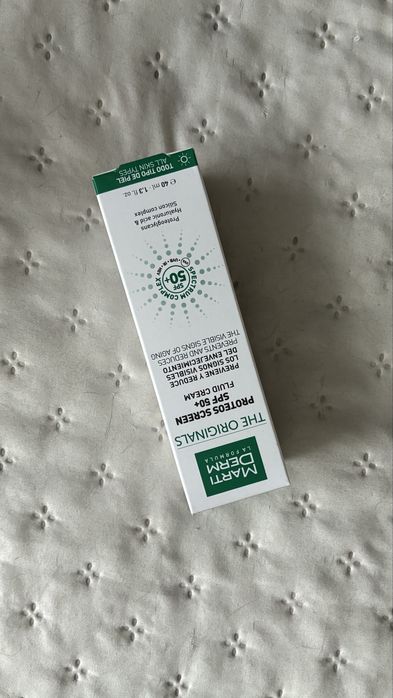 MARTI
DERM
LA FORMULA
THE ORIGINALS
PROTEOS SCREEN
SPF 50+
FLUID CREAM
PREVIENE Y REDUCE
LOS SIGNOS VISIBLES
DEL ENVEJECIMIENTO
PREVENTS AND REDUCES
THE VISIBLE SIGNS OF AGING
SPECTRUM COMPLEX
SPF
50+
Proteoglycans
Hyaluronic acid &
Silicon complex
℮ 40 ml - 1.3 fl. oz.
TODO TIPO DE PIEL
ALL SKIN TYPES